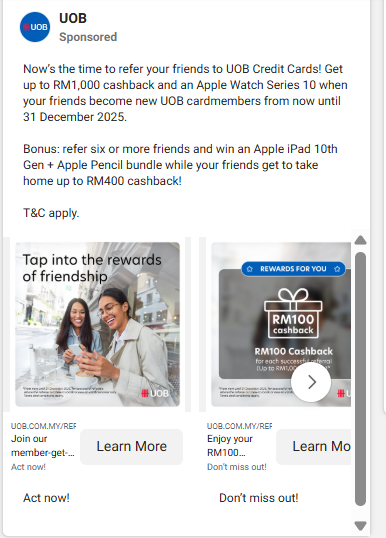 UOB
UOB
Sponsored
Now's the time to refer your friends to UOB Credit Cards! Get
up to RM1,000 cashback and an Apple Watch Series 10 when
your friends become new UOB cardmembers from now until
31 December 2025.
Bonus: refer six or more friends and win an Apple iPad 10th
Gen + Apple Pencil bundle while your friends get to take
home up to RM400 cashback!
T&C apply.
Tap into the rewards
of friendship
UOB
REWARDS FOR YOU
RM100
cashback
RM100 Cashback
for each successful referral
(Up to RM1,0
UOB.COM.MY/REF
Join our
member-get-...
Act now!
Learn More
UOB.COM.MY/REF
Enjoy your
RM100...
Don't miss out!
Learn Mo
Act now!
Don't miss out!